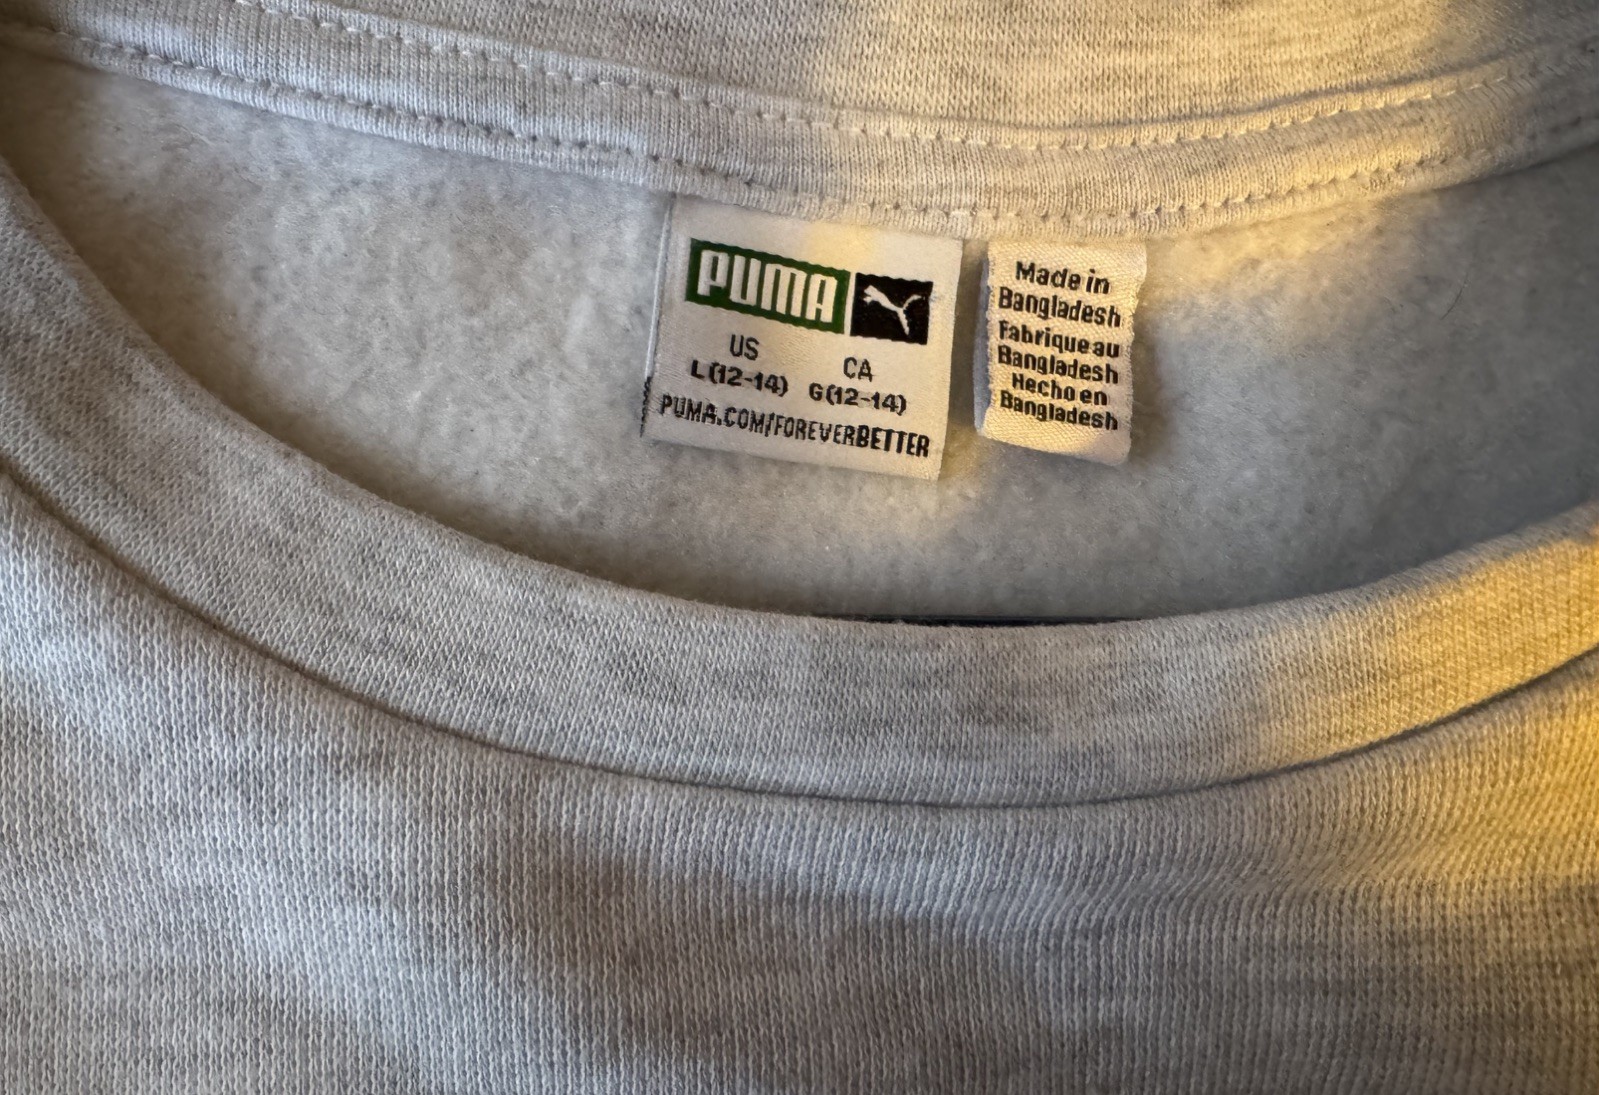 PUMA
US CA
L(12-14) G(12-14)
PUMA.COM/FOREVERBETTER
Made in
Bangladesh
Fabrique au
Bangladesh
Hecho en
Bangladesh